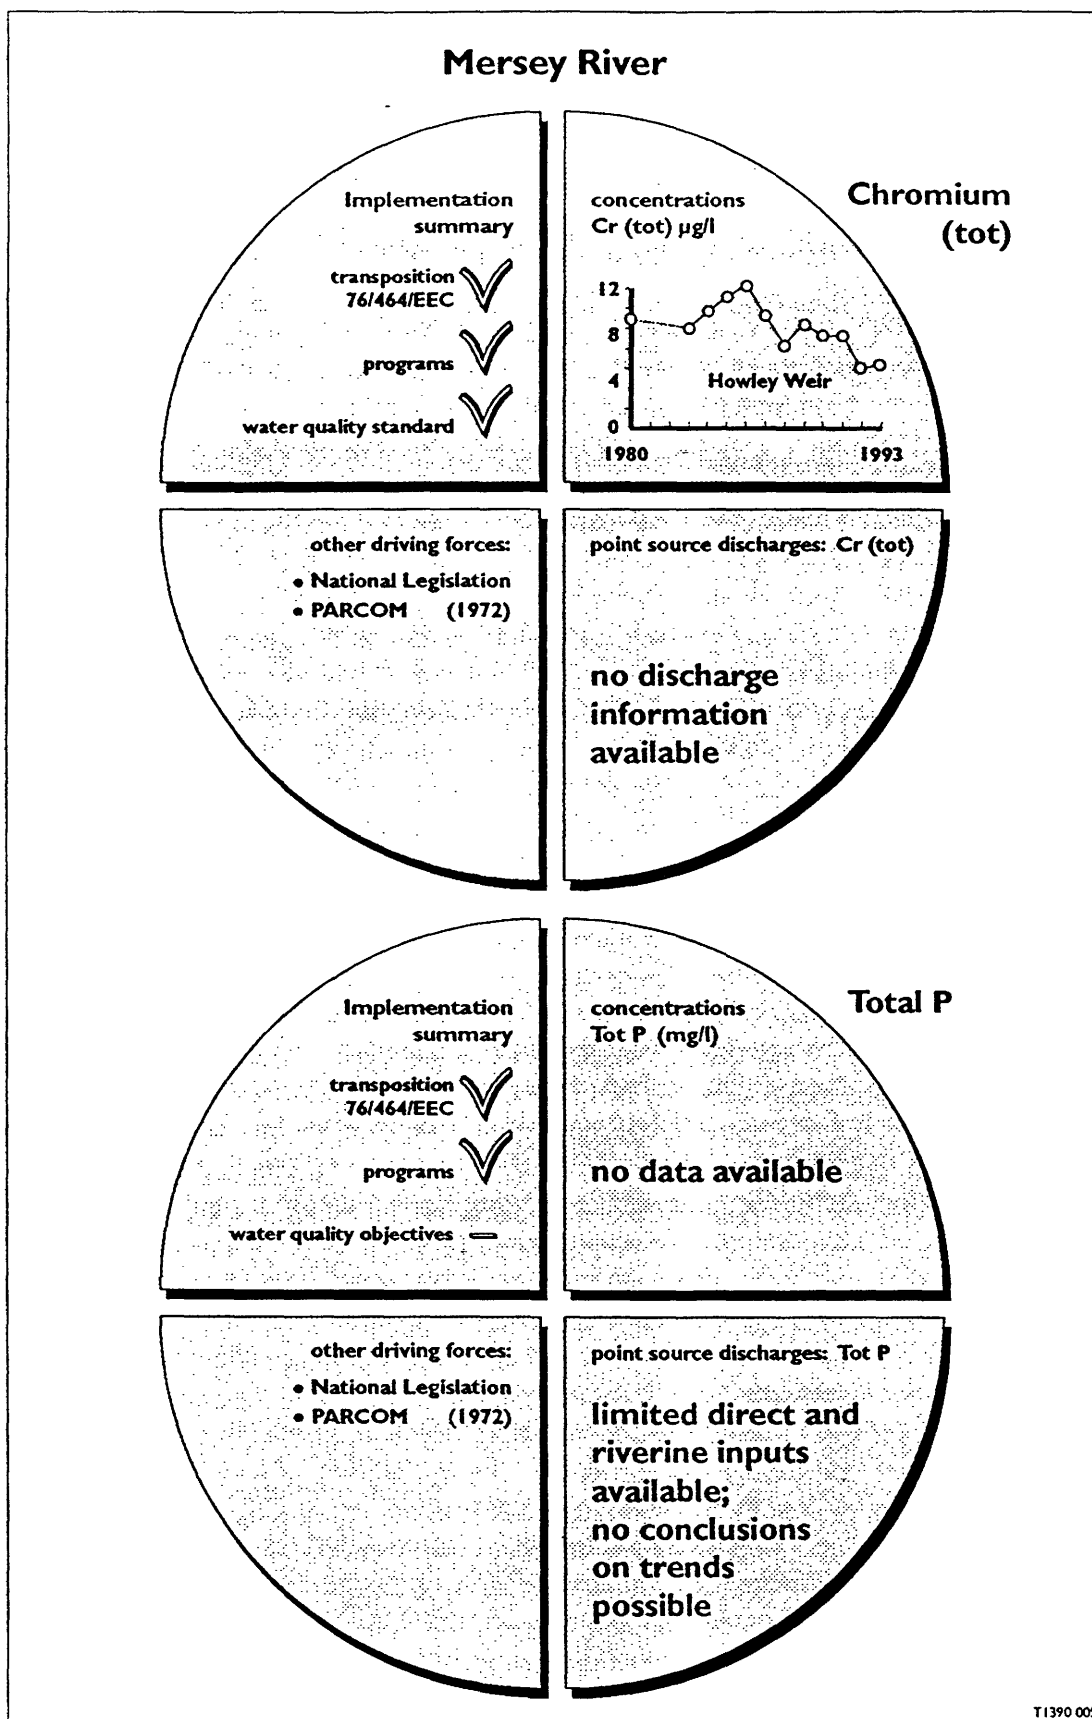 Mersey River
Implementation
summary
transposition
76/464/EEC
programs
water quality standard
concentrations
Cr (tot) µg/l
12
8
4
0
Howley Weir
1980
1993
Chromium
(tot)
other driving forces:
• National Legislation
• PARCOM (1972)
point source discharges: Cr (tot)
no discharge
information
available
Implementation
summary
transposition
76/464/EEC
programs
water quality objectives
concentrations
Tot P (mg/l)
no data available
Total P
other driving forces:
• National Legislation
• PARCOM (1972)
point source discharges: Tot P
limited direct and
riverine inputs
available;
no conclusions
on trends
possible